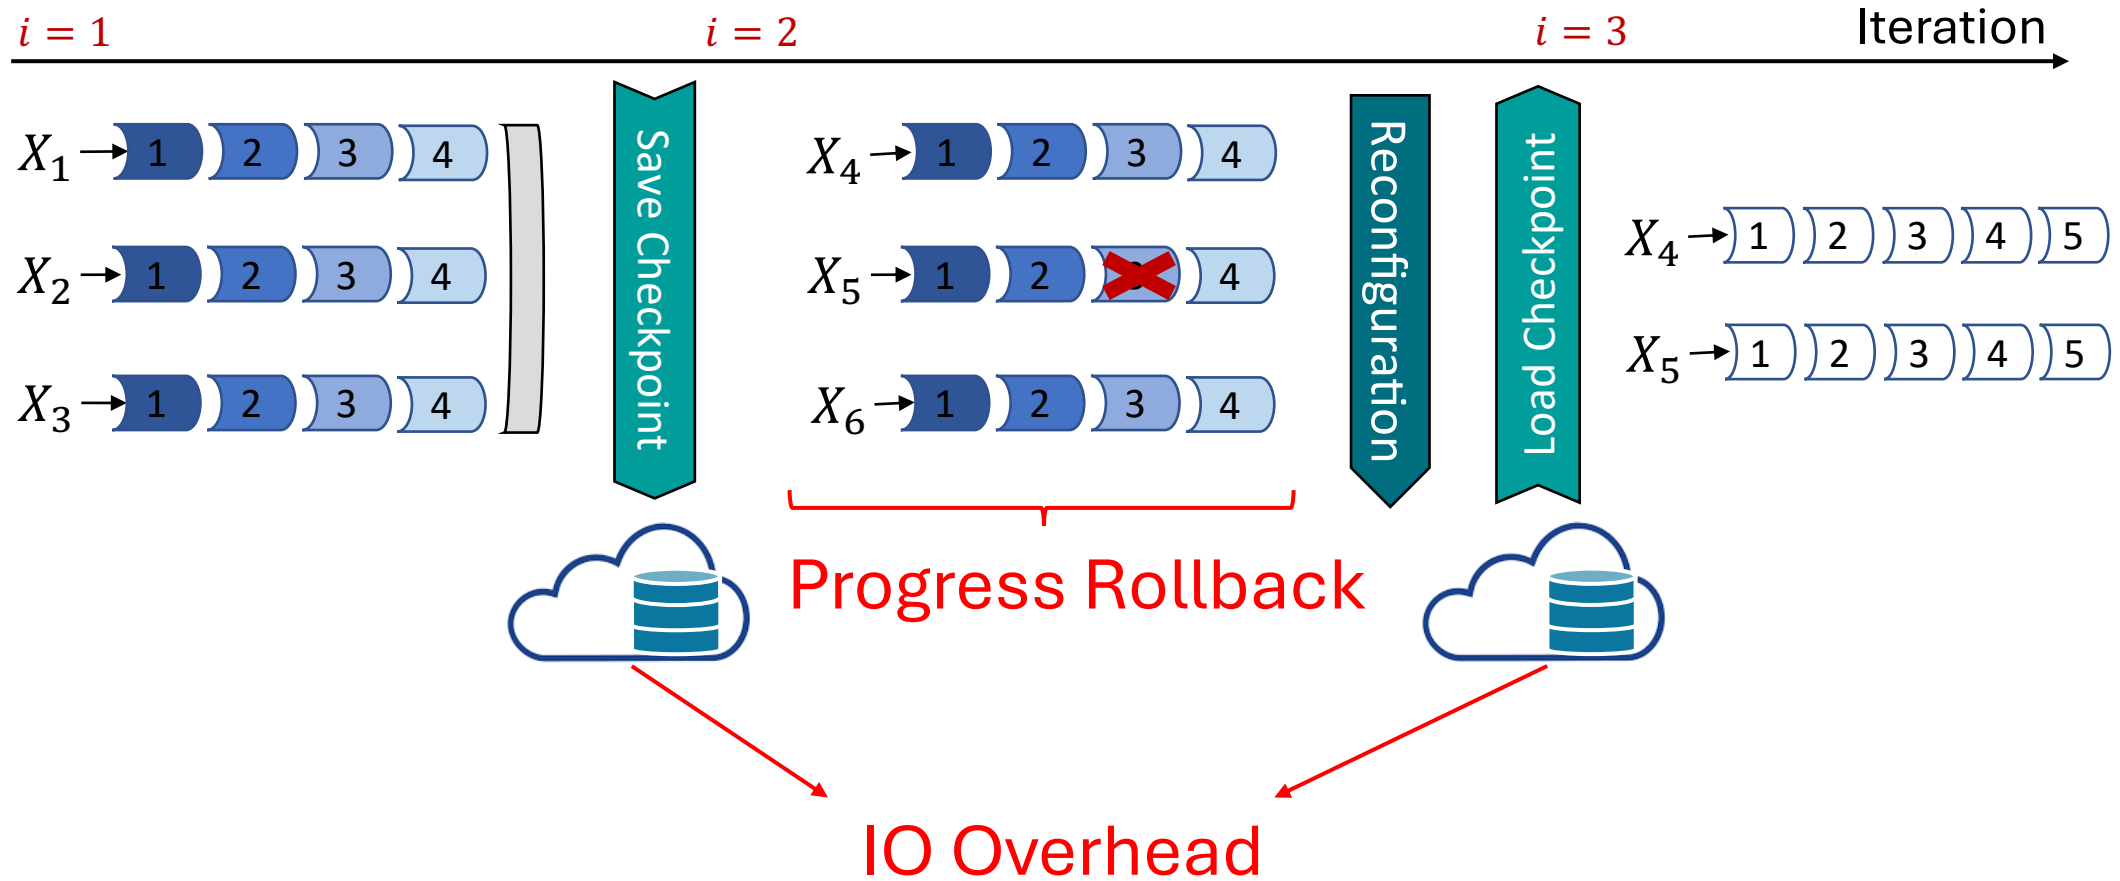 i = 1
i = 2
i = 3
Iteration
X1 1 2 3 4
X2 1 2 3 4
X3 1 2 3 4
Save Checkpoint
X4 1 2 3 4
X5 1 2 4
X6 1 2 3 4
Reconfiguration
Load Checkpoint
X4 1 2 3 4 5
X5 1 2 3 4 5
Progress Rollback
IO Overhead